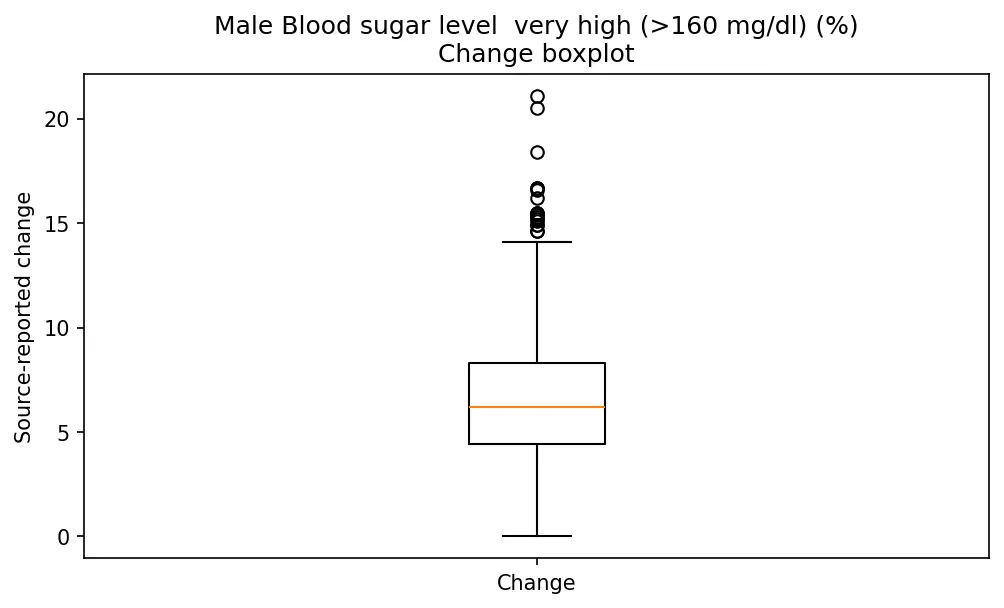 Male Blood sugar level  very high (>160 mg/dl) (%)
Change boxplot
Source-reported change
20
15
10
5
0
Change